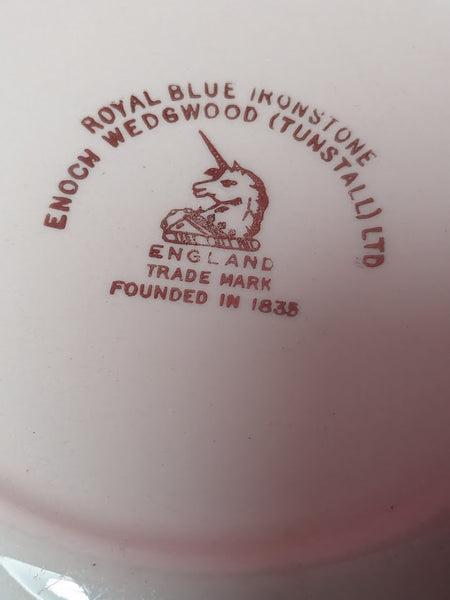 ROYAL BLUE IRONSTONE
ENOCH WEDGWOOD (TUNSTALL) LTD
ENGLAND
TRADE MARK
FOUNDED IN 1835